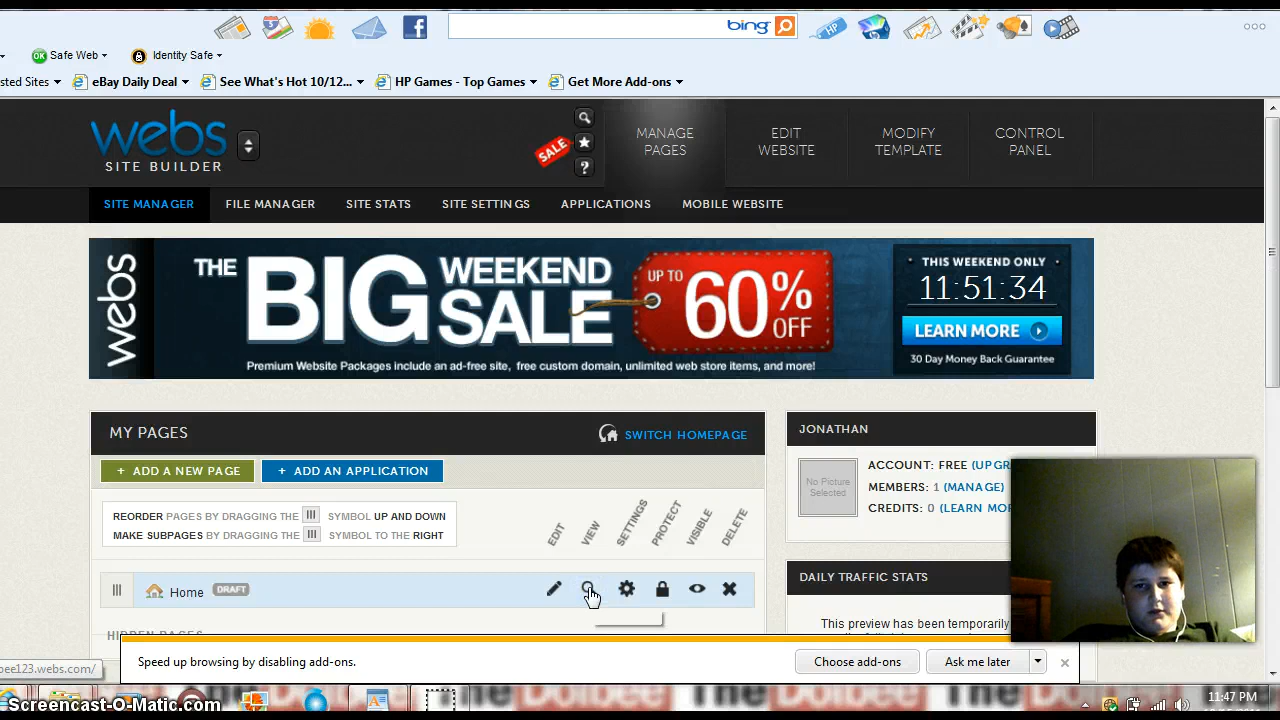 bing
HP
OK Safe Web Identity Safe
sted Sites eBay Daily Deal See What's Hot 10/12... HP Games - Top Games Get More Add-ons
webs
SITE BUILDER
SALE
?
MANAGE PAGES
EDIT WEBSITE
MODIFY TEMPLATE
CONTROL PANEL
SITE MANAGER FILE MANAGER SITE STATS SITE SETTINGS APPLICATIONS MOBILE WEBSITE
webs
THE BIG WEEKEND SALE
UP TO 60% OFF
Premium Website Packages include an ad-free site, free custom domain, unlimited web store items, and more!
THIS WEEKEND ONLY
11:51:34
LEARN MORE
30 Day Money Back Guarantee
MY PAGES
SWITCH HOMEPAGE
+ ADD A NEW PAGE + ADD AN APPLICATION
REORDER PAGES BY DRAGGING THE SYMBOL UP AND DOWN
MAKE SUBPAGES BY DRAGGING THE SYMBOL TO THE RIGHT
EDIT VIEW SETTINGS PROTECT VISIBLE DELETE
Home DRAFT
HIDDEN PAGES
JONATHAN
No Picture Selected
ACCOUNT: FREE (UPGR
MEMBERS: 1 (MANAGE)
CREDITS: 0 (LEARN MO
DAILY TRAFFIC STATS
This preview has been temporarily
Speed up browsing by disabling add-ons.
Choose add-ons Ask me later
bee123.webs.com/
11:47 PM
Screencast-O-Matic.com